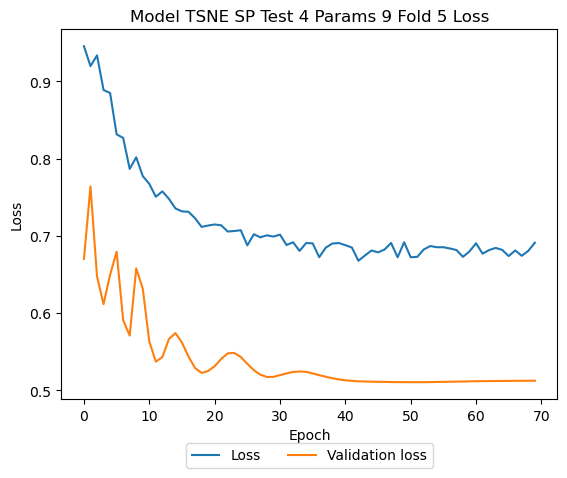 Model TSNE SP Test 4 Params 9 Fold 5 Loss
Loss
0.9
0.8
0.7
0.6
0.5
0 10 20 30 40 50 60 70
Epoch
Loss Validation loss